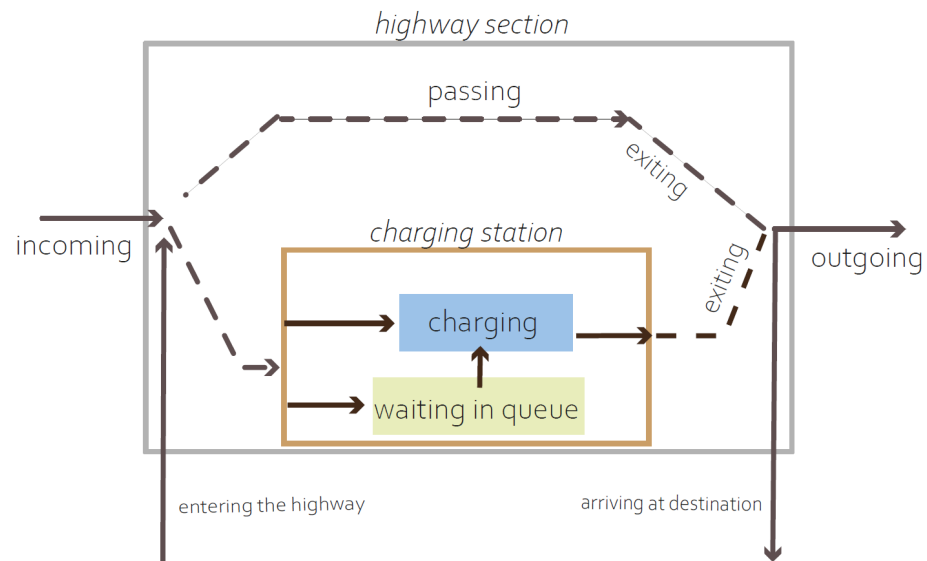 highway section
passing
exiting
incoming
charging station
exiting
outgoing
charging
waiting in queue
entering the highway
arriving at destination